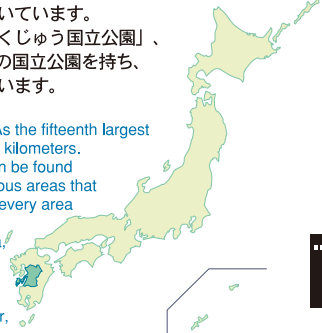 いています。
くじゅう国立公園」、
の国立公園を持ち、
います。
As the fifteenth largest
kilometers.
be found
ous areas that
every area